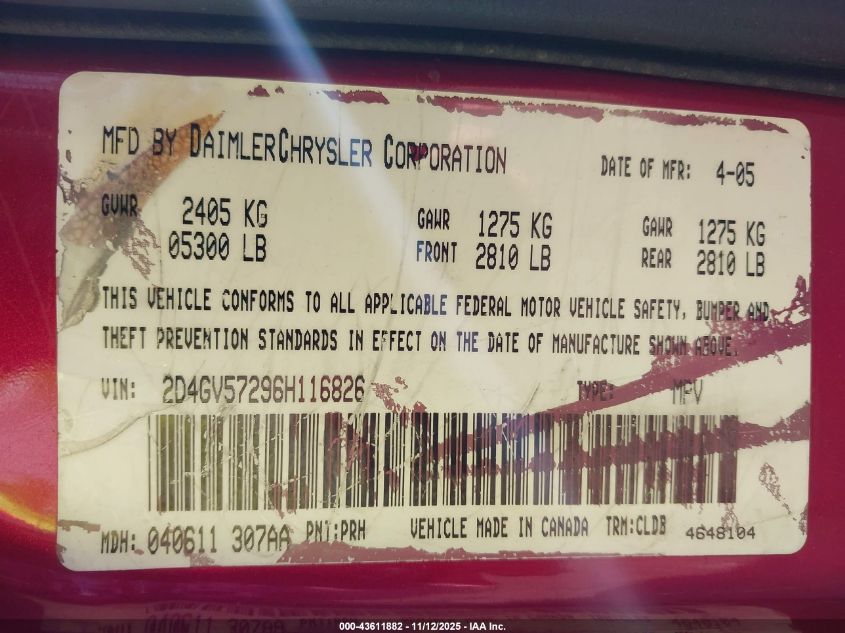 MFD BY DAIMLERCHRYSLER CORPORATION
DATE OF MFR: 4-05
GVWR 2405 KG
05300 LB
GAWR 1275 KG
FRONT 2810 LB
GAWR 1275 KG
REAR 2810 LB
THIS VEHICLE CONFORMS TO ALL APPLICABLE FEDERAL MOTOR VEHICLE SAFETY, BUMPER AND
THEFT PREVENTION STANDARDS IN EFFECT ON THE DATE OF MANUFACTURE SHOWN ABOVE.
VIN: 2D4GV57296H116826 TYPE: MPV
MDH: 040611 307AA PNT:PRH VEHICLE MADE IN CANADA TRM:CLDB 4648104
000-43611882 - 11/12/2025 - IAA Inc.